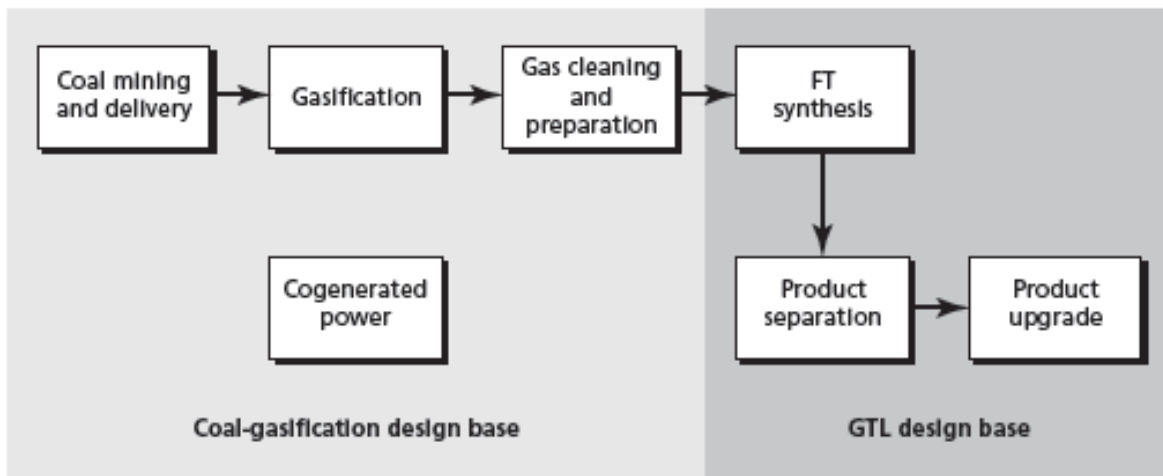 Coal mining
and delivery
Gasification
Gas cleaning
and
preparation
FT
synthesis
Cogenerated
power
Product
separation
Product
upgrade
Coal-gasification design base
GTL design base